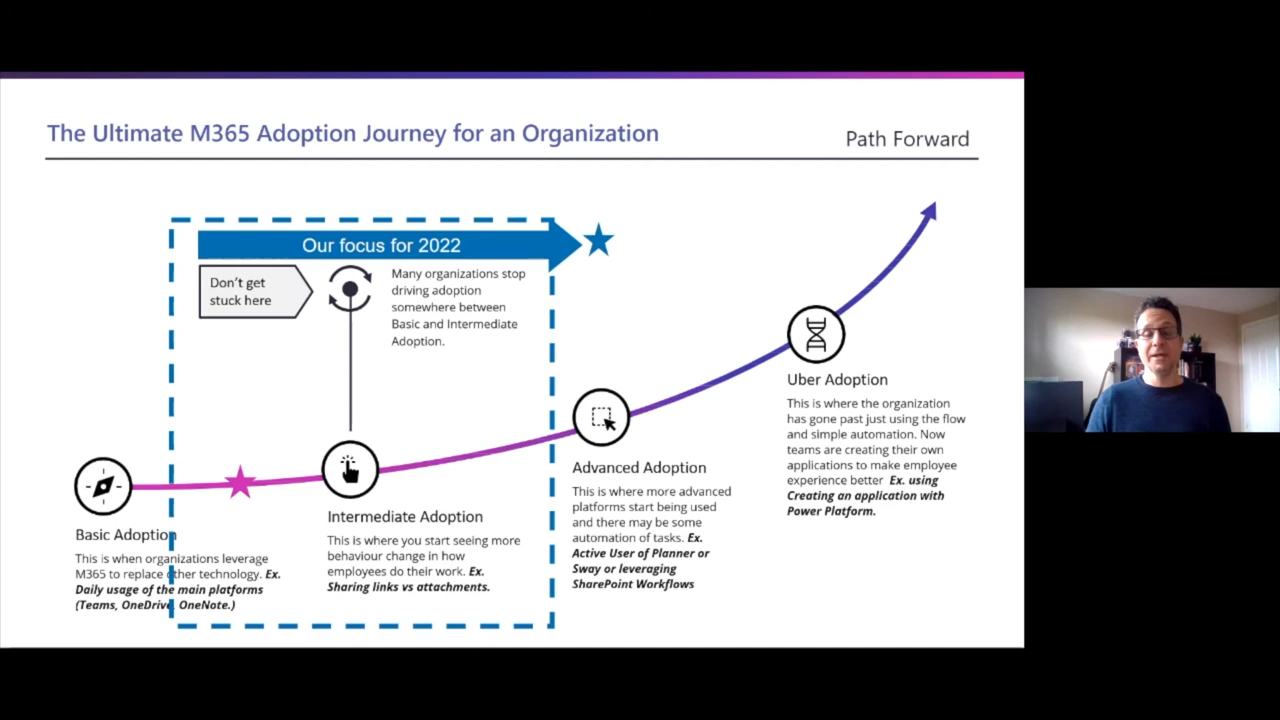 The Ultimate M365 Adoption Journey for an Organization
Path Forward
Our focus for 2022
Don't get
stuck here
Many organizations stop
driving adoption
somewhere between
Basic and Intermediate
Adoption.
Basic Adoption
This is when organizations leverage
M365 to replace other technology. Ex.
Daily usage of the main platforms
(Teams, OneDrive, OneNote.)
Intermediate Adoption
This is where you start seeing more
behaviour change in how
employees do their work. Ex.
Sharing links vs attachments.
Advanced Adoption
This is where more advanced
platforms start being used
and there may be some
automation of tasks. Ex.
Active User of Planner or
Sway or leveraging
SharePoint Workflows
Uber Adoption
This is where the organization
has gone past just using the flow
and simple automation. Now
teams are creating their own
applications to make employee
experience better Ex. using
Creating an application with
Power Platform.